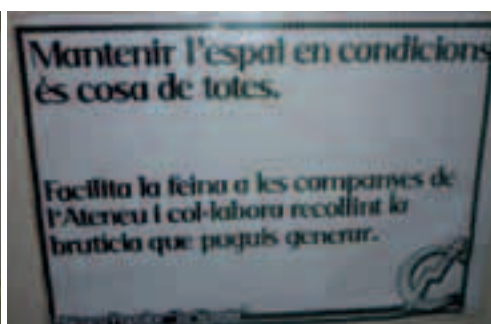 Mantenir l'espai en condicions
és cosa de totes.
Facilita la feina a les companyes de
l'Ateneu i col·labora recollint la
brutícia que puguis generar.